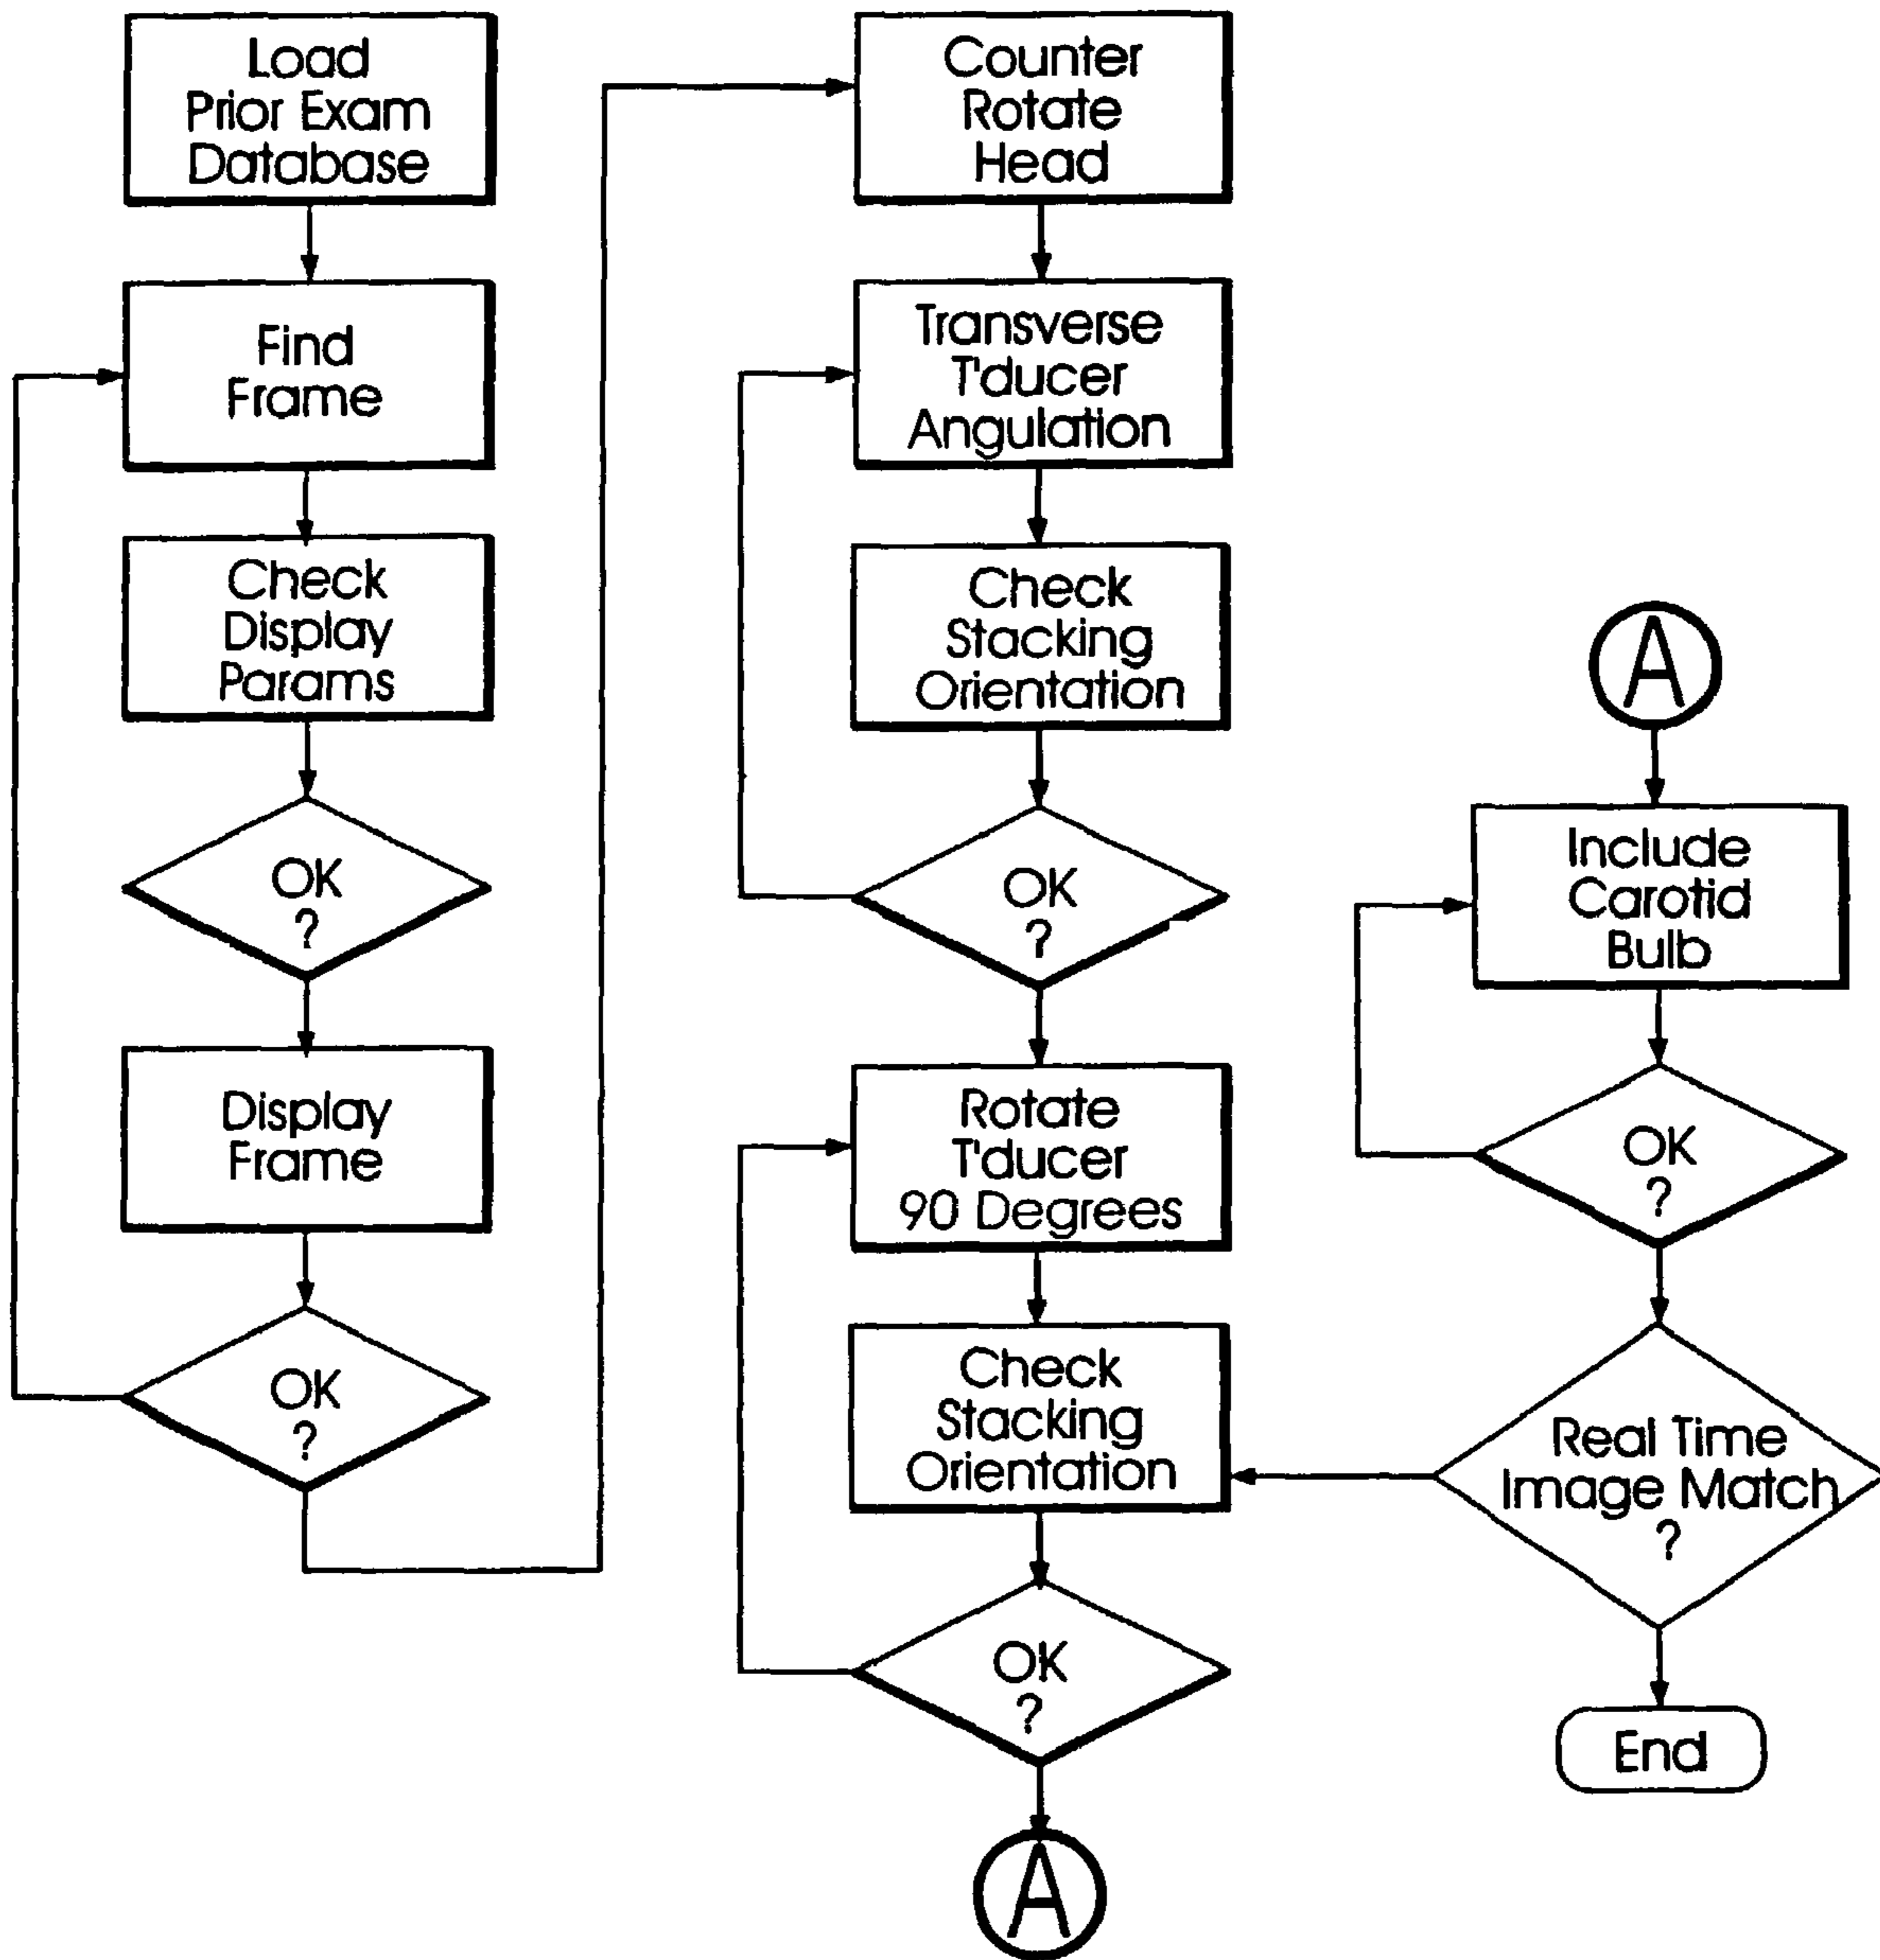 Load
Prior Exam
Database
Find
Frame
Check
Display
Params
OK
?
Display
Frame
OK
?
Counter
Rotate
Head
Transverse
T'ducer
Angulation
Check
Stacking
Orientation
OK
?
Rotate
T'ducer
90 Degrees
Check
Stacking
Orientation
OK
?
A
A
Include
Carotid
Bulb
OK
?
Real Time
Image Match
?
End